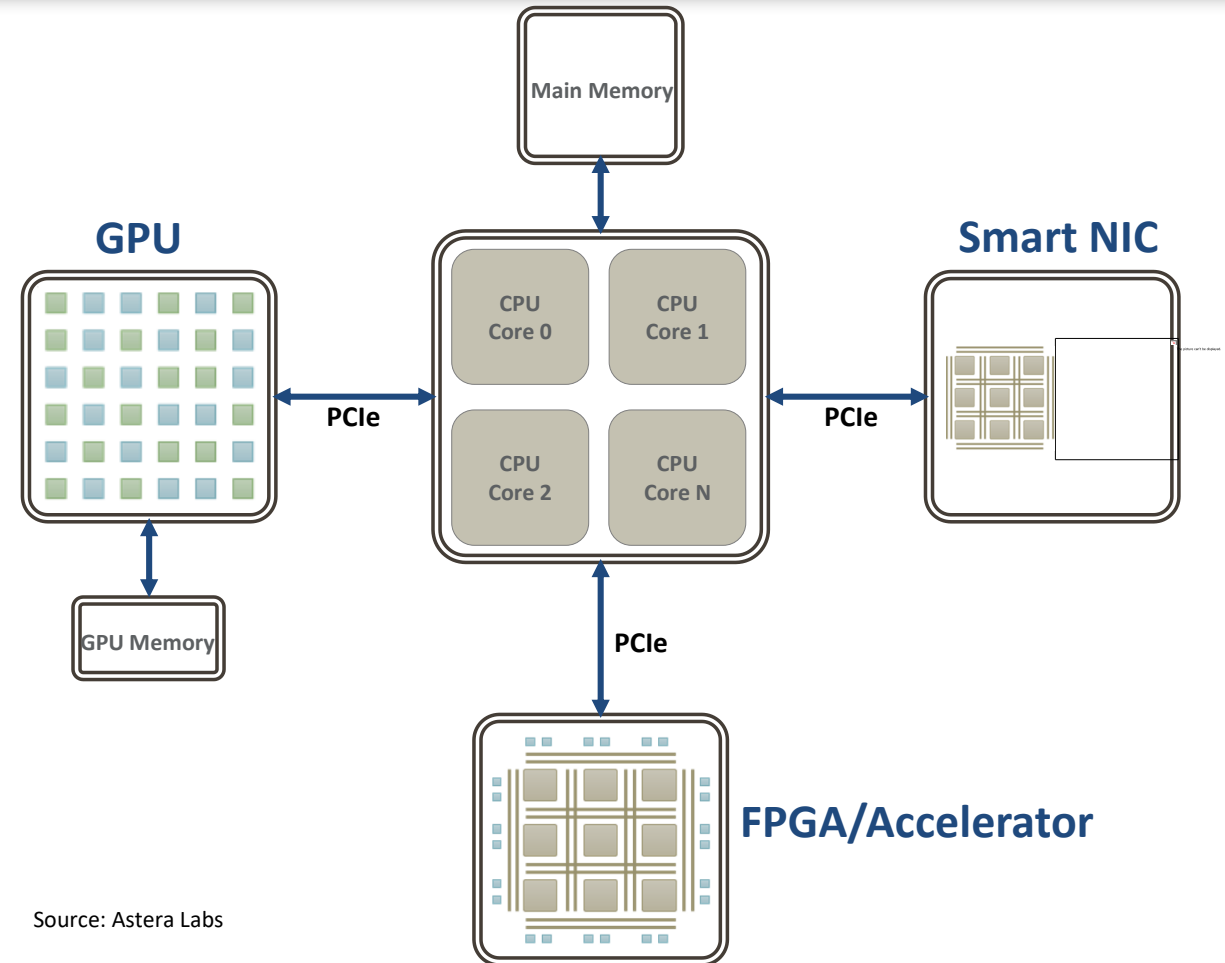 Main Memory
GPU
Smart NIC
CPU
Core 0
CPU
Core 1
PCIe
PCIe
CPU
Core 2
CPU
Core N
GPU Memory
PCIe
FPGA/Accelerator
Source: Astera Labs